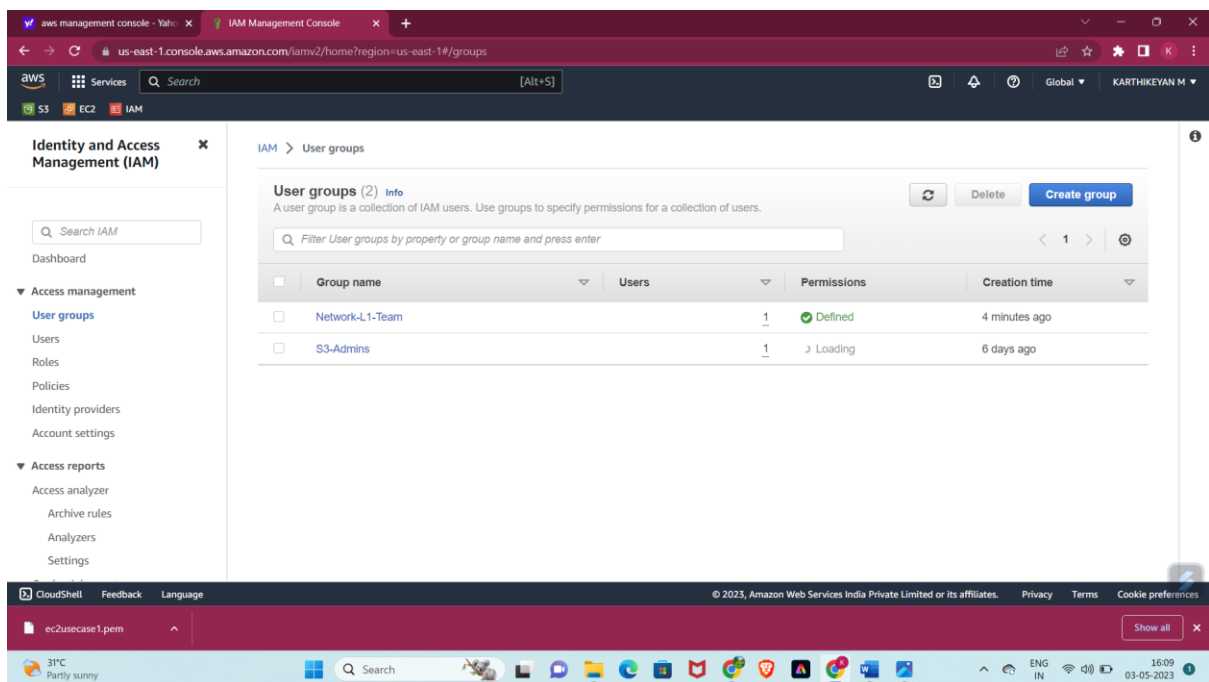 aws management console - Yaho
IAM Management Console
us-east-1.console.aws.amazon.com/iamv2/home?region=us-east-1#/groups
K
aws
Services
Search
[Alt+S]
Global
KARTHIKEYAN M
S3
EC2
IAM
Identity and Access
Management (IAM)
Search IAM
Dashboard
Access management
User groups
Users
Roles
Policies
Identity providers
Account settings
Access reports
Access analyzer
Archive rules
Analyzers
Settings
IAM > User groups
User groups (2) Info
A user group is a collection of IAM users. Use groups to specify permissions for a collection of users.
Delete
Create group
Filter User groups by property or group name and press enter
1
Group name Users Permissions Creation time
Network-L1-Team 1 Defined 4 minutes ago
S3-Admins 1 Loading 6 days ago
CloudShell Feedback Language
© 2023, Amazon Web Services India Private Limited or its affiliates. Privacy Terms Cookie preferences
ec2usecase1.pem
Show all
31°C
Partly sunny
Search
ENG
IN
16:09
03-05-2023
1